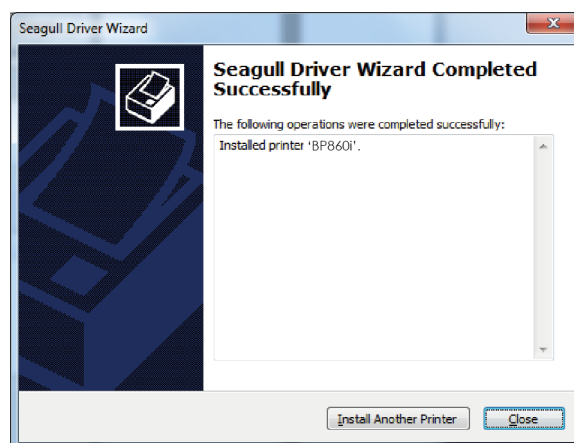 Seagull Driver Wizard
Seagull Driver Wizard Completed
Successfully
The following operations were completed successfully:
Installed printer 'BP860i'.
Install Another Printer
Close